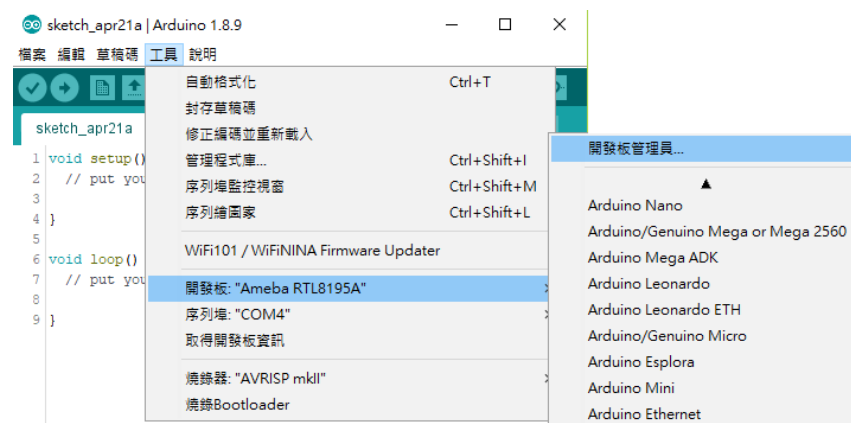 sketch_apr21a | Arduino 1.8.9
檔案 編輯 草稿碼 工具 說明
sketch_apr21a
1 void setup()
2 // put you
3
4 }
5
6 void loop()
7 // put you
8
9 }
自動格式化 Ctrl+T
封存草稿碼
修正編碼並重新載入
管理程式庫... Ctrl+Shift+I
序列埠監控視窗 Ctrl+Shift+M
序列繪圖家 Ctrl+Shift+L
WiFi101 / WiFiNINA Firmware Updater
開發板: "Ameba RTL8195A"
序列埠: "COM4"
取得開發板資訊
燒錄器: "AVRISP mkII"
燒錄Bootloader
開發板管理員...
Arduino Nano
Arduino/Genuino Mega or Mega 2560
Arduino Mega ADK
Arduino Leonardo
Arduino Leonardo ETH
Arduino/Genuino Micro
Arduino Esplora
Arduino Mini
Arduino Ethernet